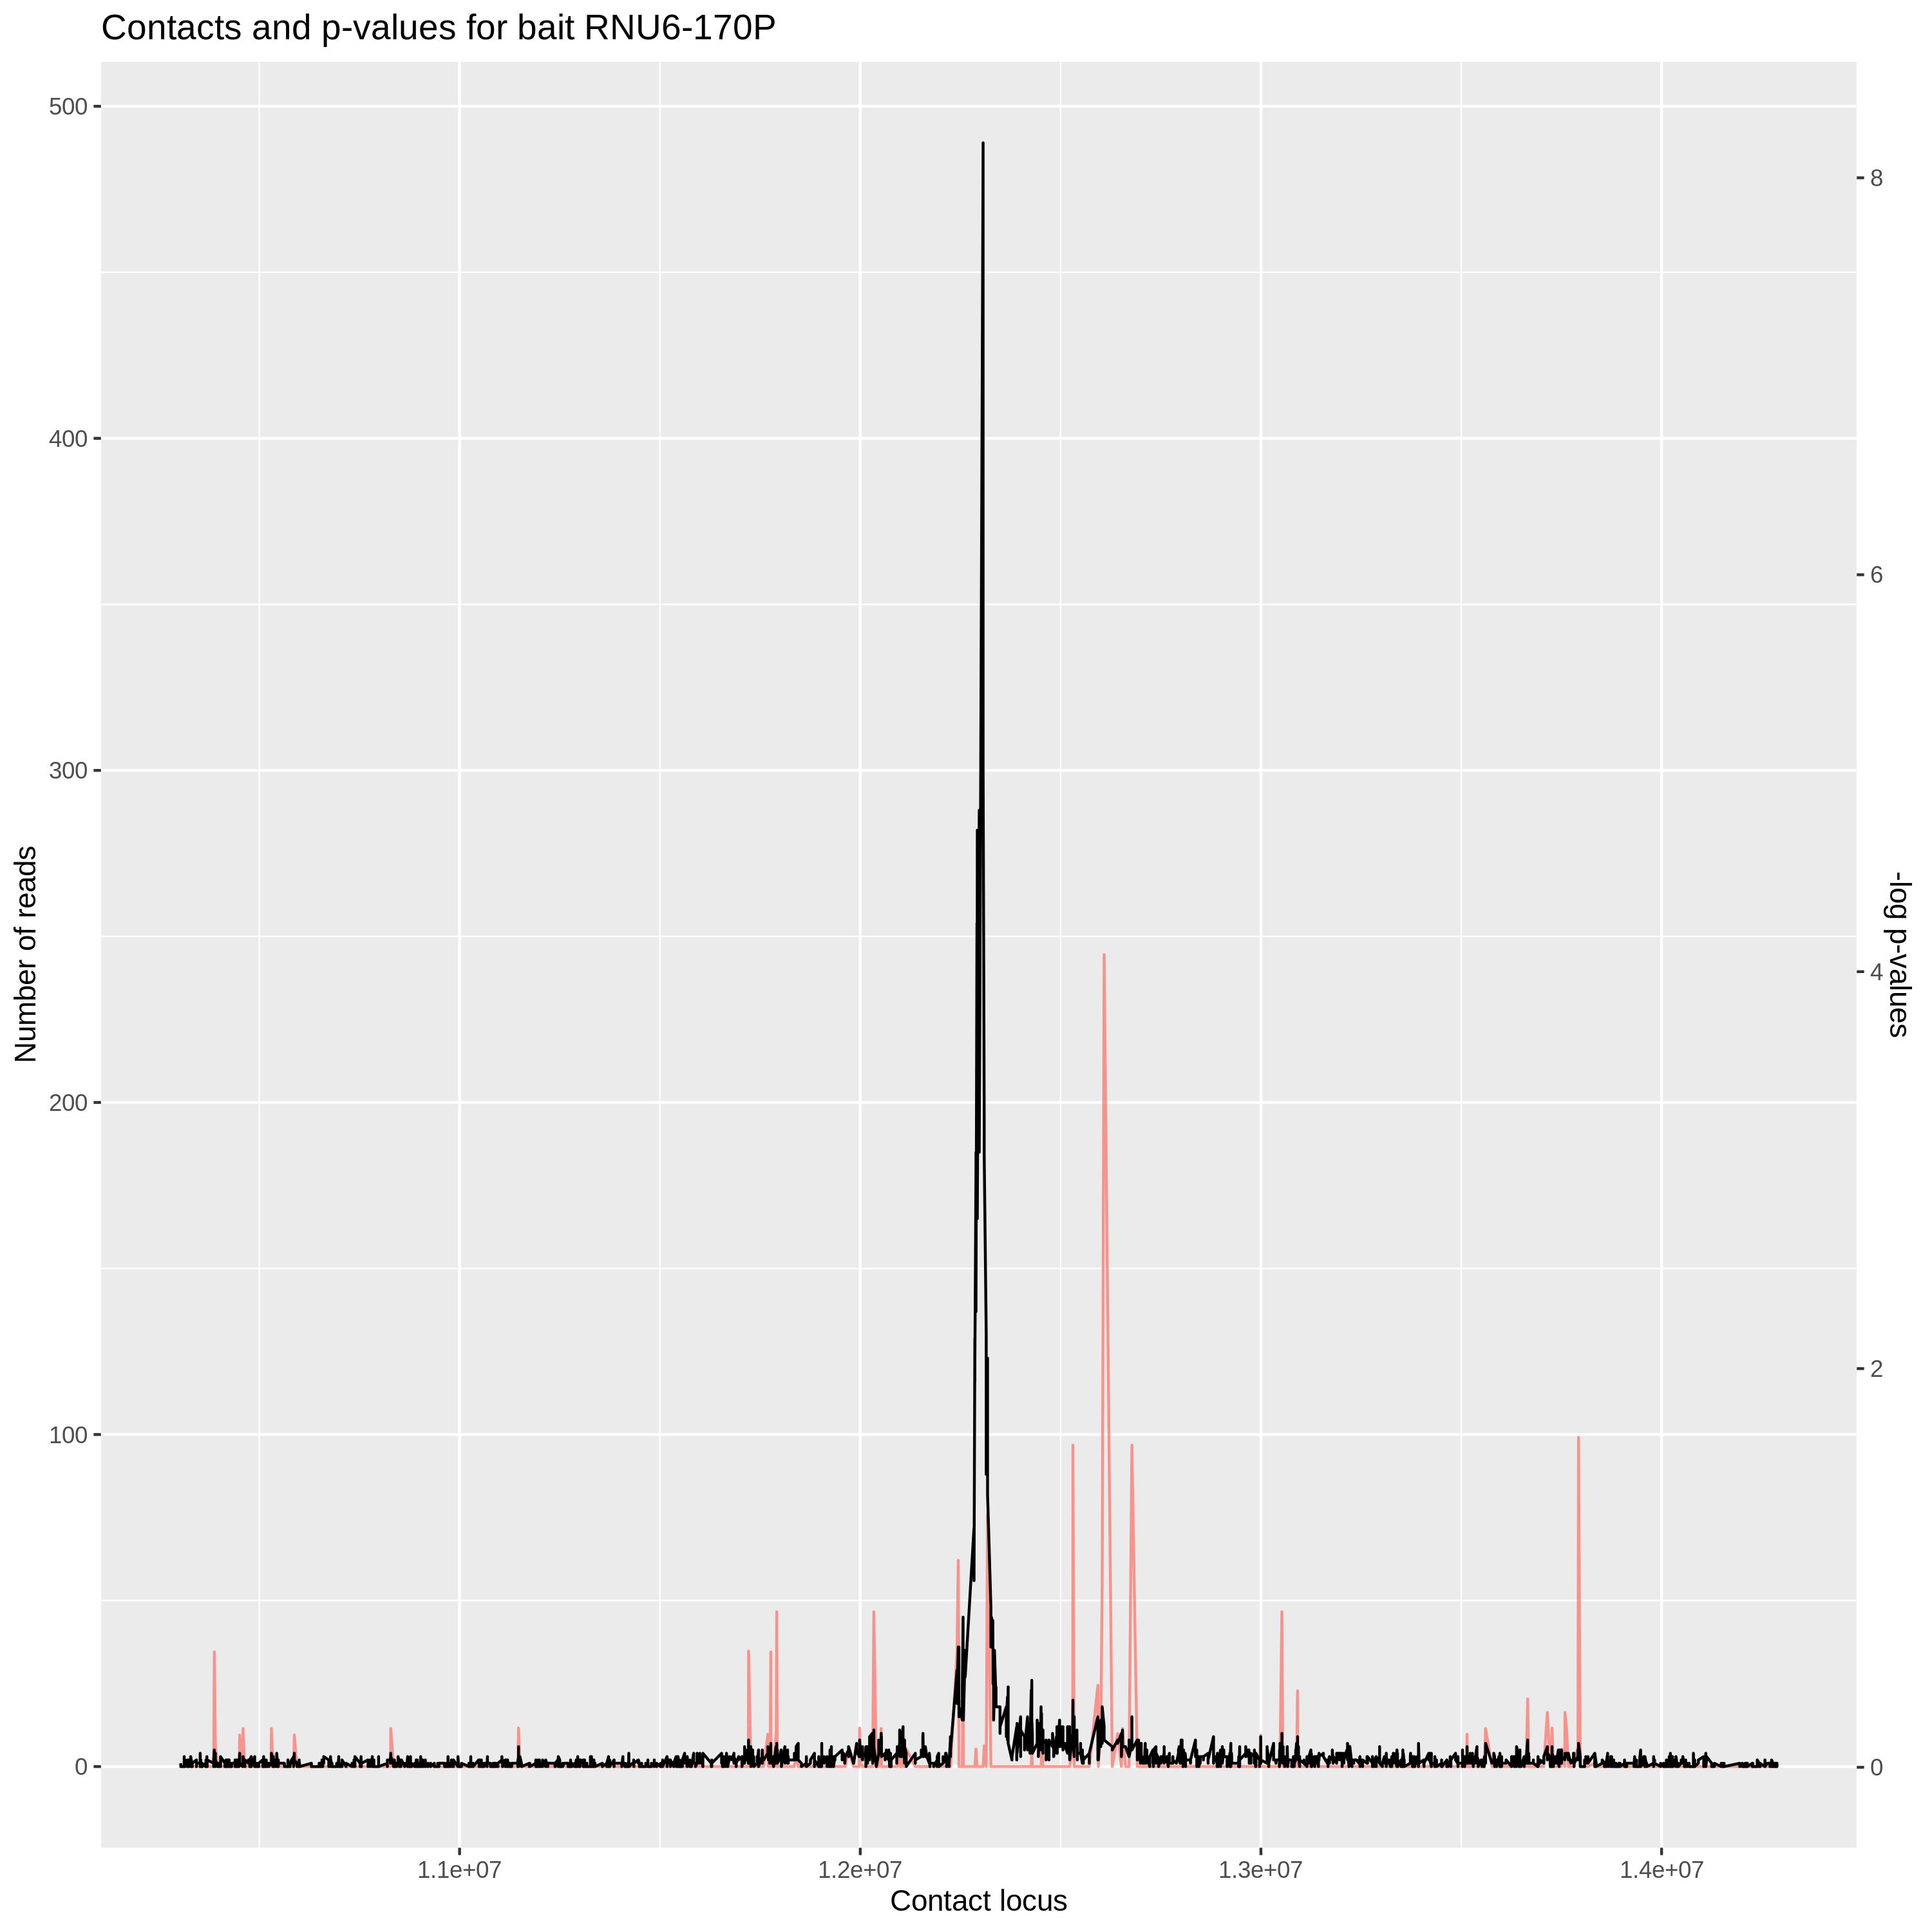 Contacts and p-values for bait RNU6-170P
500
400
300
200
100
0
Number of reads
8
6
4
2
0
-log p-values
1.1e+07
1.2e+07
1.3e+07
1.4e+07
Contact locus